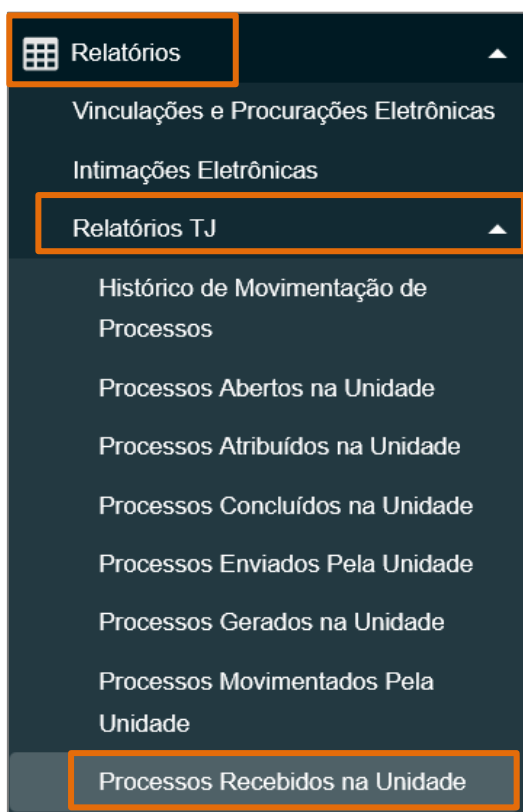 Relatórios
Vinculações e Procurações Eletrônicas
Intimações Eletrônicas
Relatórios TJ
Histórico de Movimentação de
Processos
Processos Abertos na Unidade
Processos Atribuídos na Unidade
Processos Concluídos na Unidade
Processos Enviados Pela Unidade
Processos Gerados na Unidade
Processos Movimentados Pela
Unidade
Processos Recebidos na Unidade